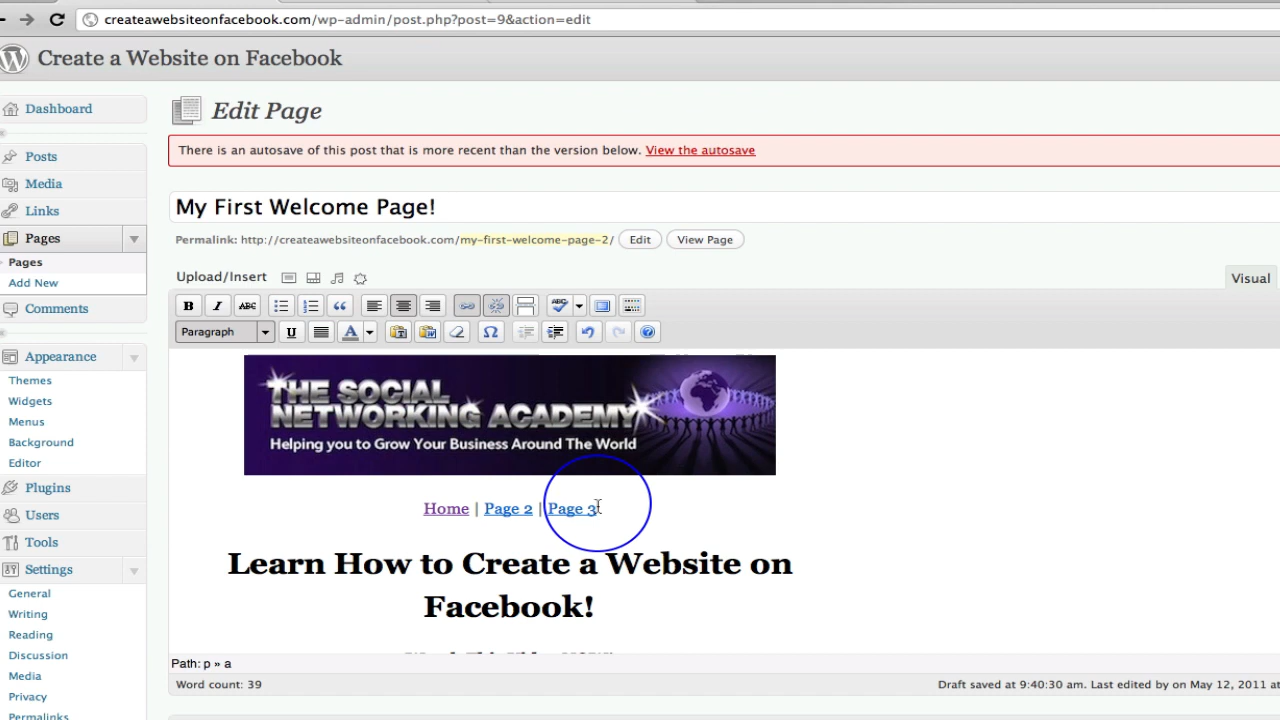 createawebsiteonfacebook.com/wp-admin/post.php?post=9&action=edit
Create a Website on Facebook
Dashboard
Posts
Media
Links
Pages
Pages
Add New
Comments
Appearance
Themes
Widgets
Menus
Background
Editor
Plugins
Users
Tools
Settings
General
Writing
Reading
Discussion
Media
Privacy
Permalinks
Edit Page
There is an autosave of this post that is more recent than the version below. View the autosave
My First Welcome Page!
Permalink: http://createawebsiteonfacebook.com/my-first-welcome-page-2/ Edit View Page
Upload/Insert
Visual
B I ABC ABC
Paragraph U A
THE SOCIAL
NETWORKING ACADEMY
Helping you to Grow Your Business Around The World
Home | Page 2 | Page 3
Learn How to Create a Website on
Facebook!
Path: p » a
Word count: 39
Draft saved at 9:40:30 am. Last edited by on May 12, 2011 at